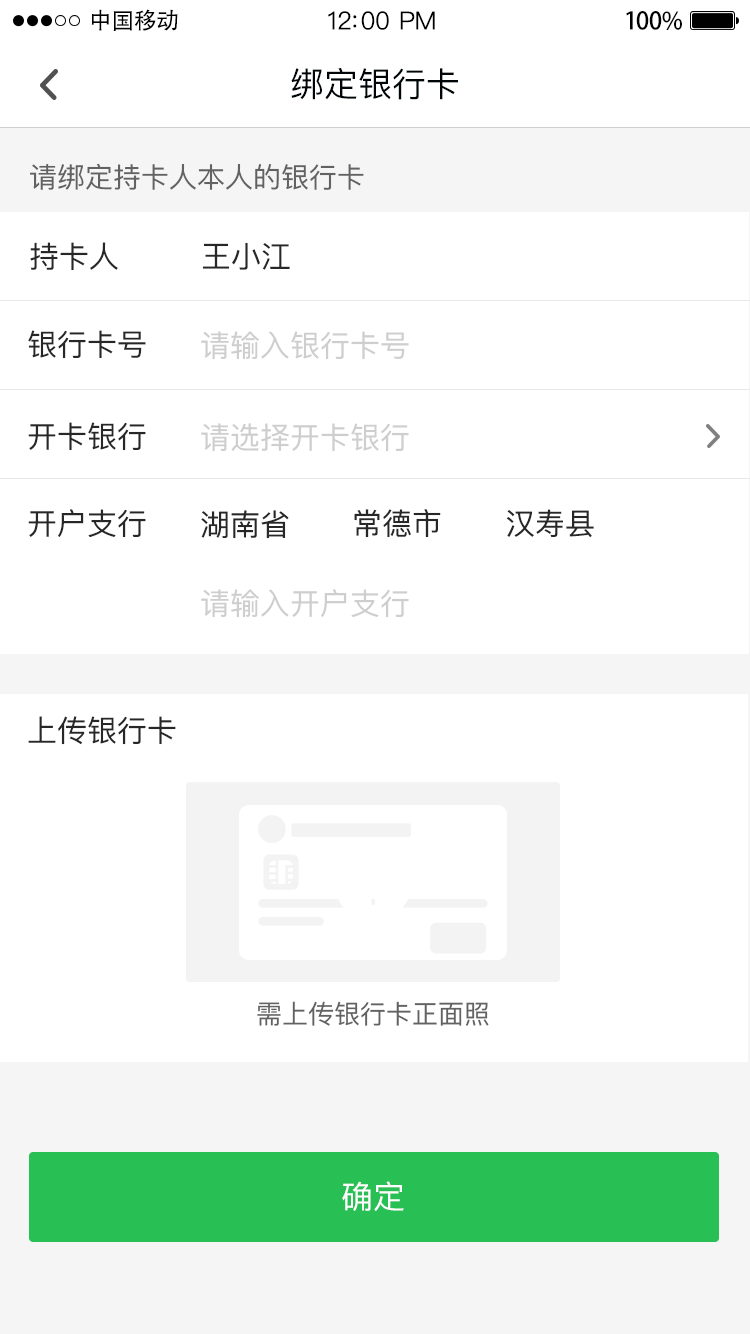 中国移动 12:00 PM 100%
绑定银行卡
请绑定持卡人本人的银行卡
持卡人 王小江
银行卡号 请输入银行卡号
开卡银行 请选择开卡银行
开户支行 湖南省 常德市 汉寿县
请输入开户支行
上传银行卡
需上传银行卡正面照
确定